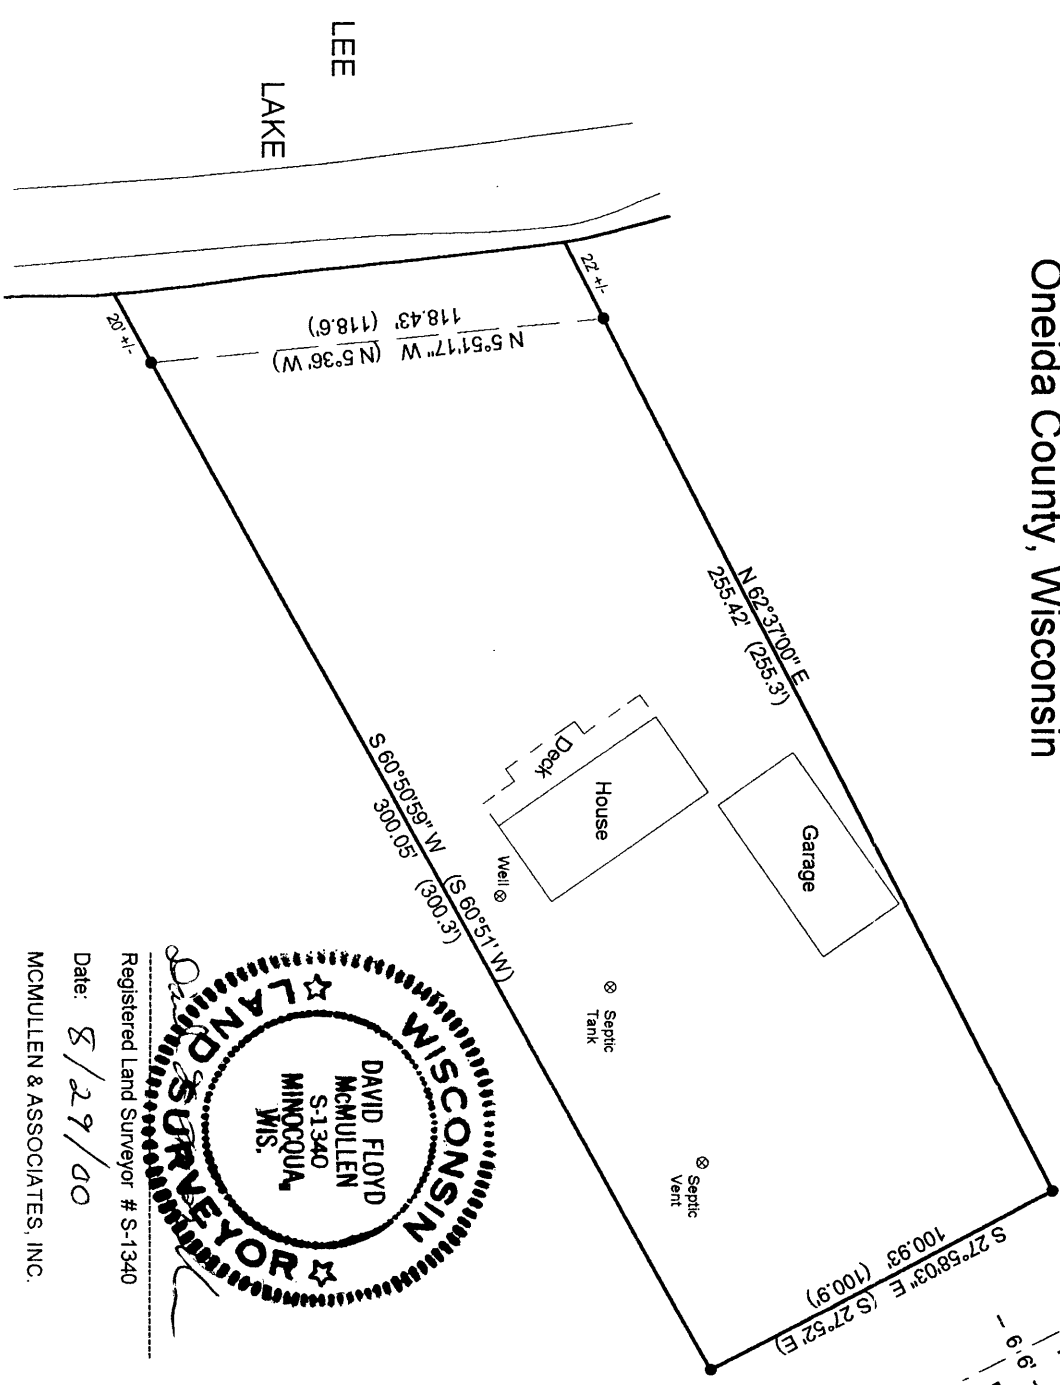 Oneida County, Wisconsin
LEE
LAKE
22' +/-
20' +/-
N 5°51'17" W (N 5°36' W)
118.43' (118.6')
N 62°37'00" E
255.42' (255.3')
Garage
House
Deck
Well
Septic
Tank
Septic
Vent
S 60°50'59" W (S 60°51' W)
300.05' (300.3')
S 27°58'03" E (S 27°52' E)
100.93' (100.9')
6.9'
WISCONSIN
LAND SURVEYOR
DAVID FLOYD
McMULLEN
S-1340
MINOCQUA,
WIS.
Registered Land Surveyor # S-1340
Date: 8/29/00
MCMULLEN & ASSOCIATES, INC.